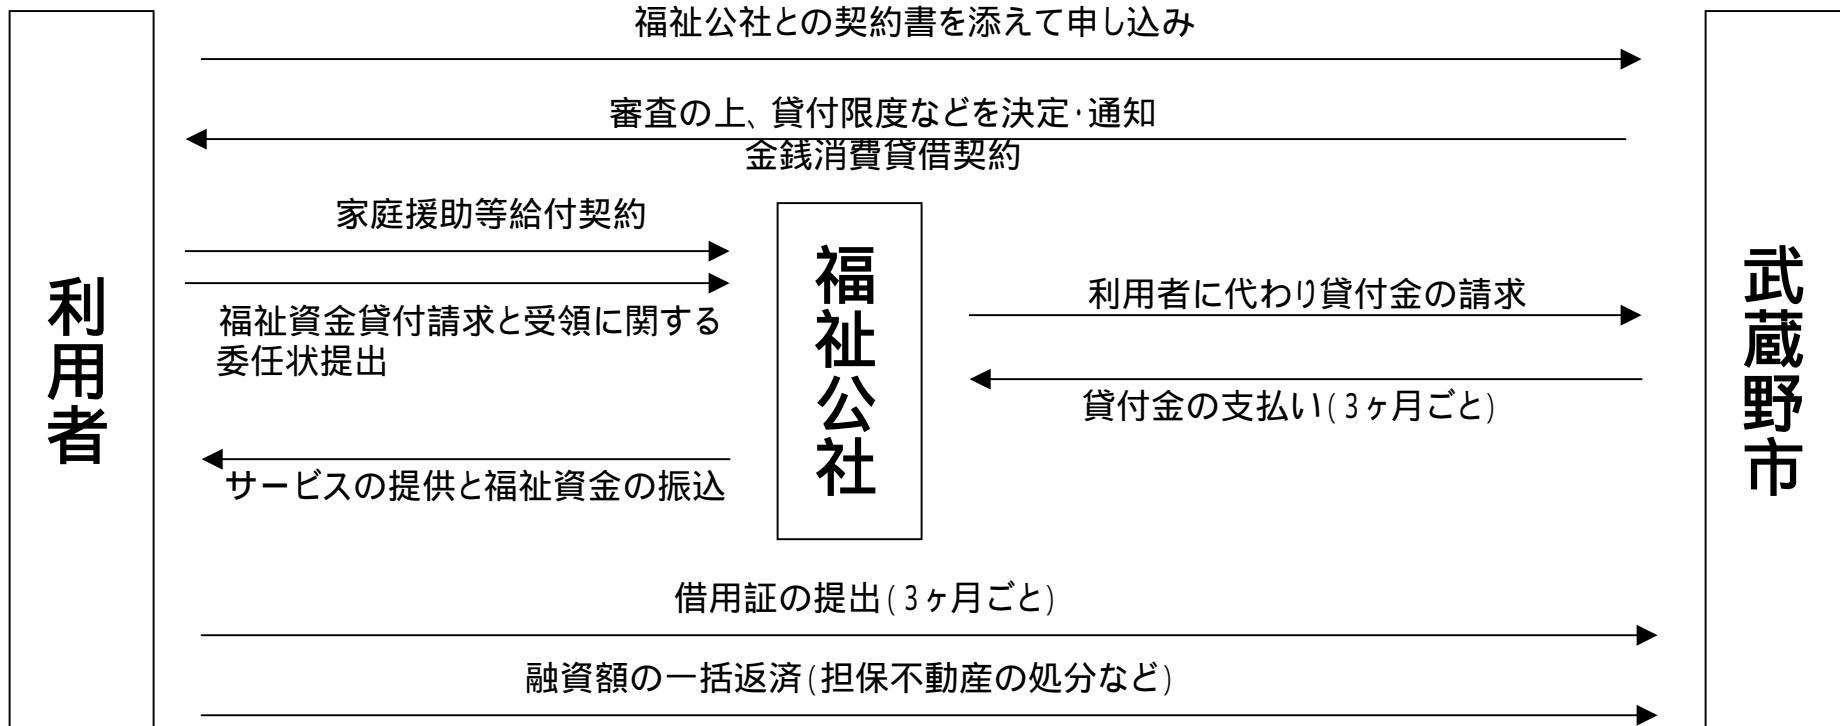 福祉公社との契約書を添えて申し込み
審査の上、貸付限度などを決定・通知
金銭消費貸借契約
家庭援助等給付契約
福祉資金貸付請求と受領に関する
委任状提出
サービスの提供と福祉資金の振込
利用者
福祉公社
武蔵野市
利用者に代わり貸付金の請求
貸付金の支払い(3ヶ月ごと)
借用証の提出(3ヶ月ごと)
融資額の一括返済(担保不動産の処分など)